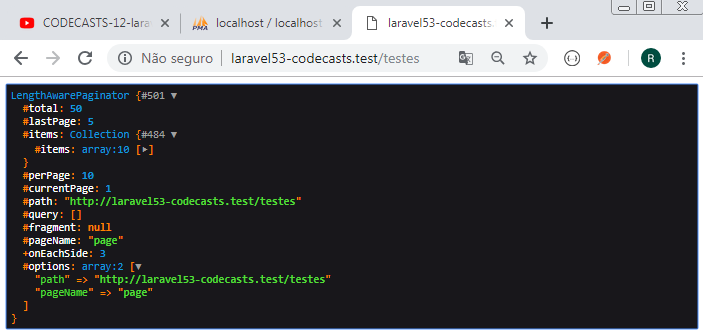 CODECASTS-12-lara
PMA
localhost / localhost
laravel53-codecasts.
Não seguro | laravel53-codecasts.test/testes
R
LengthAwarePaginator {#501 ▼
#total: 50
#lastPage: 5
#items: Collection {#484 ▼
#items: array:10 [▶]
}
#perPage: 10
#currentPage: 1
#path: "http://laravel53-codecasts.test/testes"
#query: []
#fragment: null
#pageName: "page"
+onEachSide: 3
#options: array:2 [▼
"path" => "http://laravel53-codecasts.test/testes"
"pageName" => "page"
]
}